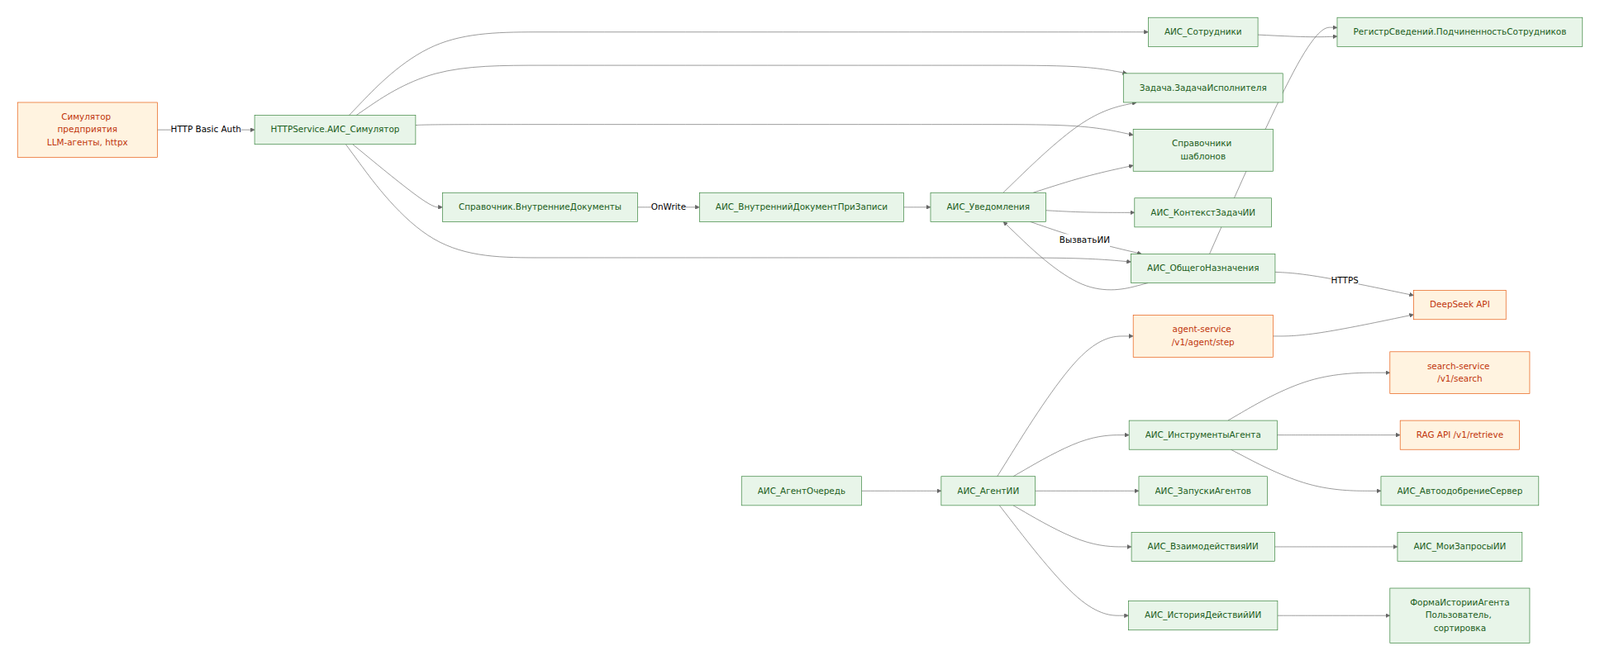 Симулятор
предприятия
LLM-агенты, httpx
HTTP Basic Auth
HTTPService.АИС_Симулятор
Справочник.ВнутренниеДокументы
OnWrite
АИС_ВнутреннийДокументПриЗаписи
АИС_Уведомления
АИС_Сотрудники
РегистрСведений.ПодчиненностьСотрудников
Задача.ЗадачаИсполнителя
Справочники
шаблонов
АИС_КонтекстЗадачИИ
ВызватьИИ
АИС_ОбщегоНазначения
HTTPS
DeepSeek API
agent-service
/v1/agent/step
search-service
/v1/search
АИС_ИнструментыАгента
RAG API /v1/retrieve
АИС_АгентОчередь
АИС_АгентИИ
АИС_ЗапускиАгентов
АИС_АвтоодобрениеСервер
АИС_ВзаимодействияИИ
АИС_МоиЗапросыИИ
АИС_ИсторияДействийИИ
ФормаИсторииАгента
Пользователь,
сортировка